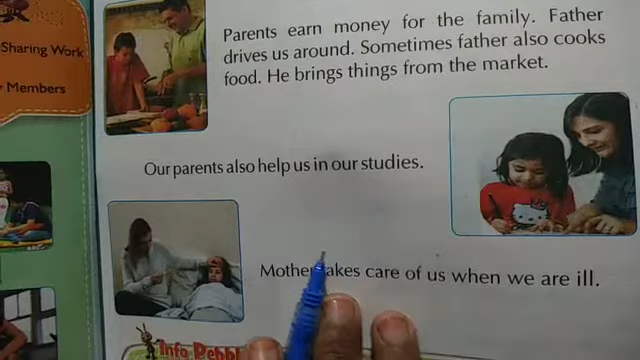 Sharing Work
Members
Parents earn money for the family. Father
drives us around. Sometimes father also cooks
food. He brings things from the market.
Our parents also help us in our studies.
Mother takes care of us when we are ill.
Info Pebbl